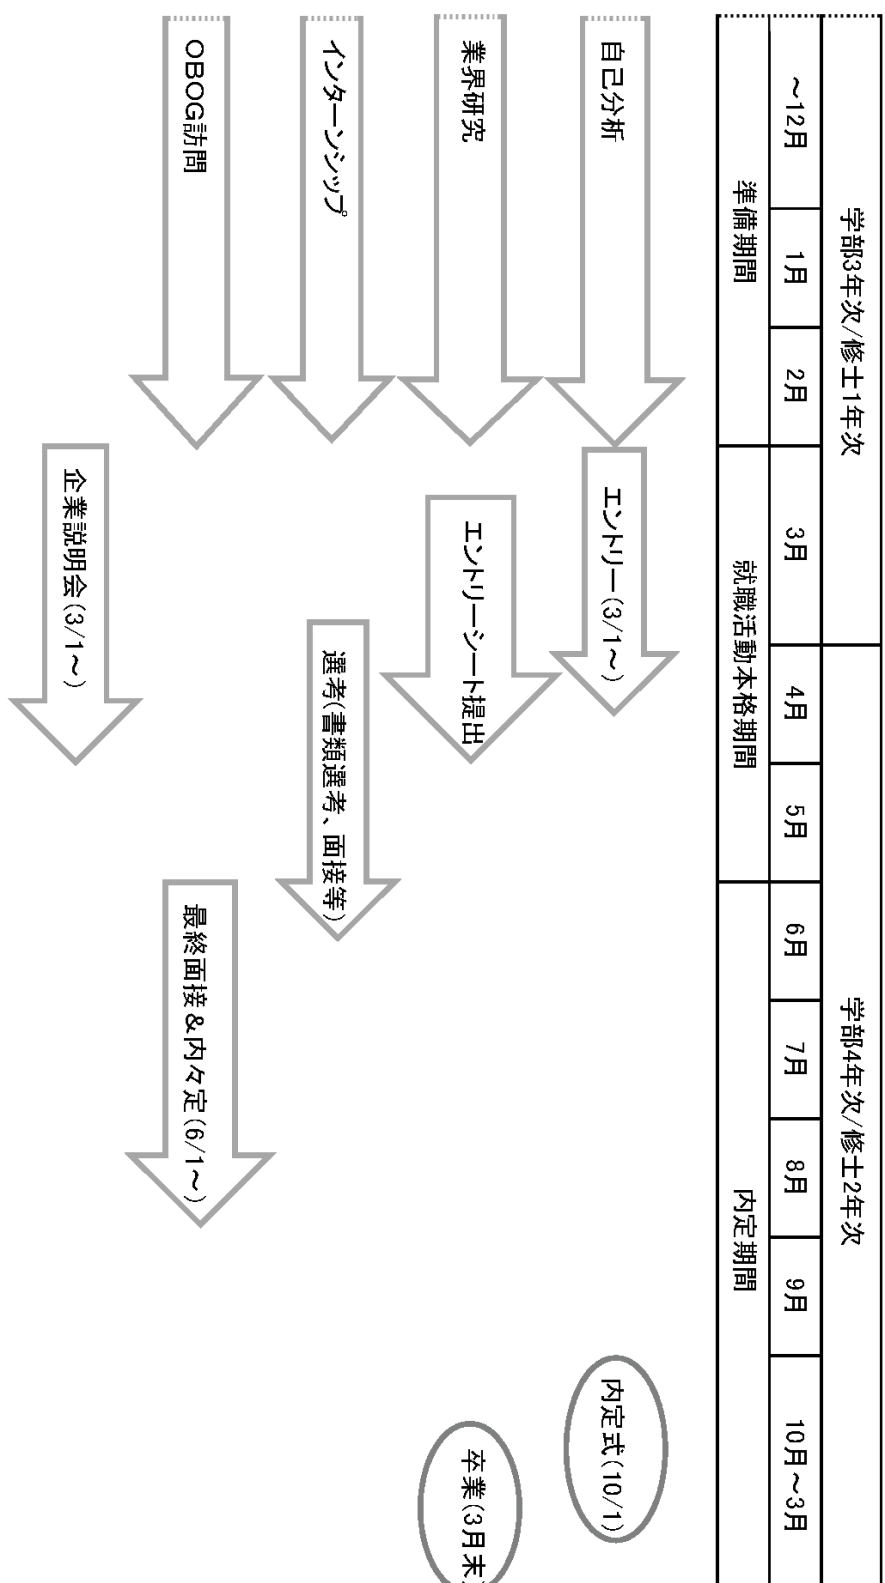 学部3年次/修士1年次
学部4年次/修士2年次
～12月
1月
2月
3月
4月
5月
6月
7月
8月
9月
10月～3月
準備期間
就職活動本格期間
内定期間
自己分析
エントリー(3/1～)
内定式(10/1)
業界研究
エントリーシート提出
卒業(3月末)
インターンシップ
選考(書類選考、面接等)
OBOG訪問
最終面接&内々定(6/1～)
企業説明会(3/1～)